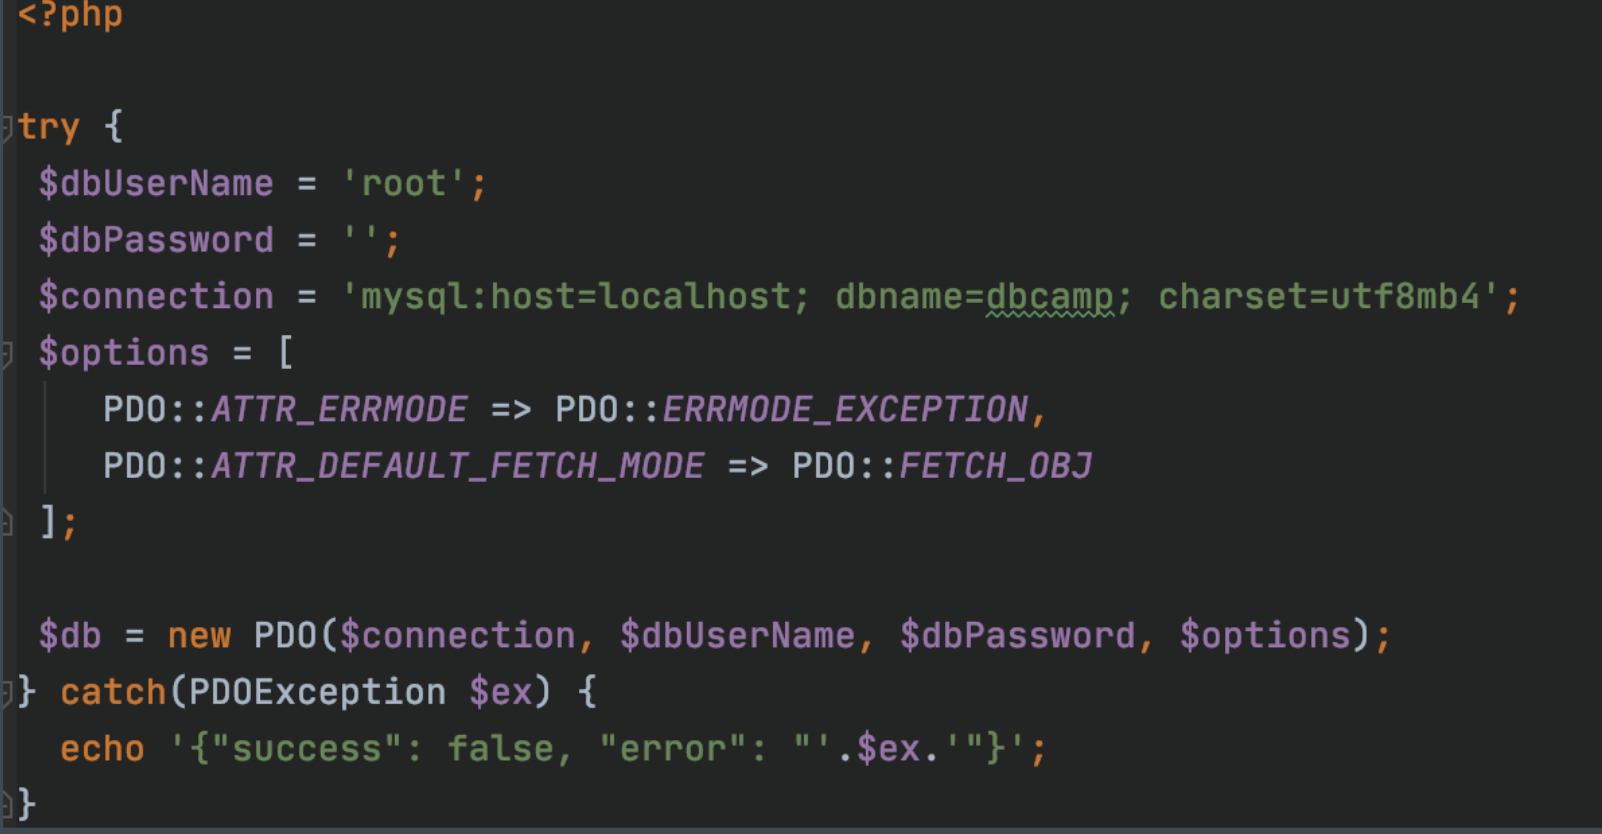 <?php
try {
$dbUserName = 'root';
$dbPassword = '';
$connection = 'mysql:host=localhost; dbname=dbcamp; charset=utf8mb4';
$options = [
PDO::ATTR_ERRMODE => PDO::ERRMODE_EXCEPTION,
PDO::ATTR_DEFAULT_FETCH_MODE => PDO::FETCH_OBJ
];
$db = new PDO($connection, $dbUserName, $dbPassword, $options);
} catch(PDOException $ex) {
echo '{"success": false, "error": "'.$ex.'"}';
}